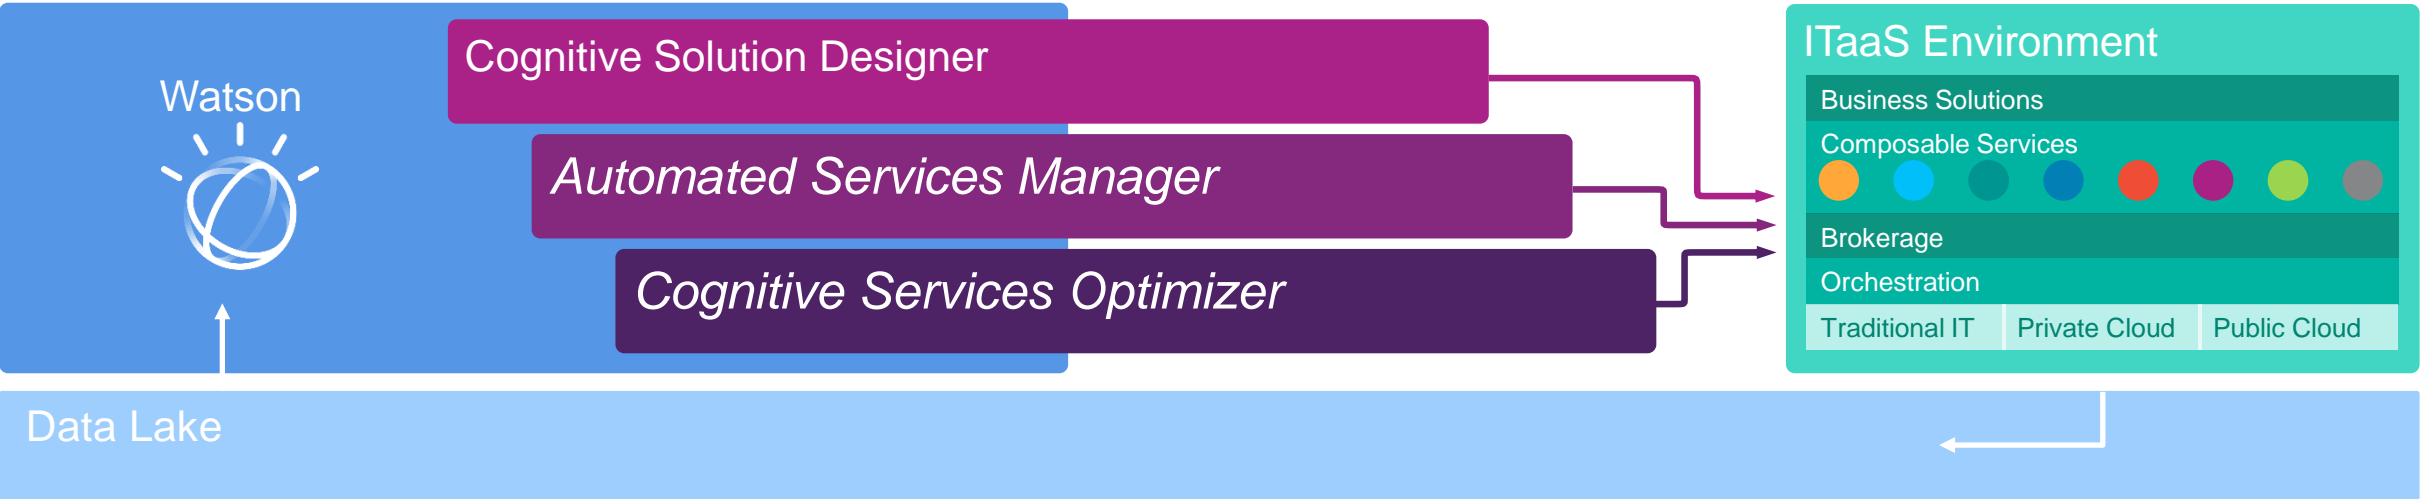 Watson
Cognitive Solution Designer
Automated Services Manager
Cognitive Services Optimizer
ITaaS Environment
Business Solutions
Composable Services
Brokerage
Orchestration
Traditional IT
Private Cloud
Public Cloud
Data Lake